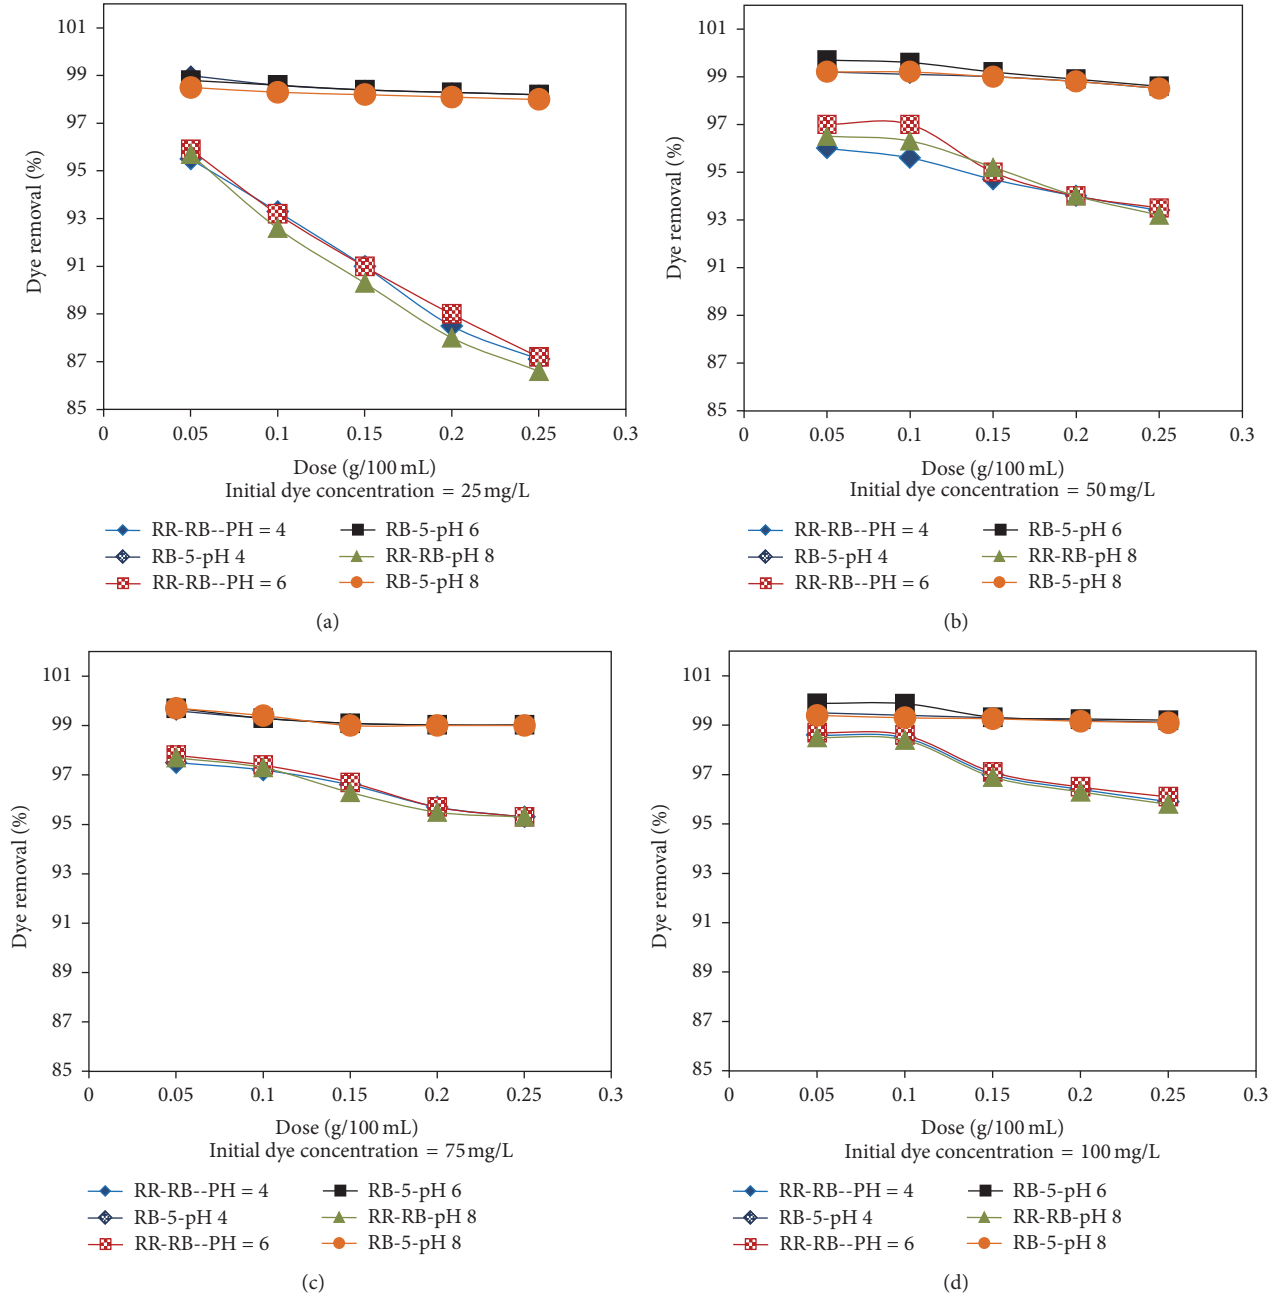 101
99
97
95
93
91
89
87
85
Dye removal (%)
0 0.05 0.1 0.15 0.2 0.25 0.3
Dose (g/100 mL)
Initial dye concentration = 25 mg/L
RR-RB--PH = 4
RB-5-pH 4
RR-RB--PH = 6
RB-5-pH 6
RR-RB-pH 8
RB-5-pH 8
(a)
101
99
97
95
93
91
89
87
85
Dye removal (%)
0 0.05 0.1 0.15 0.2 0.25 0.3
Dose (g/100 mL)
Initial dye concentration = 50 mg/L
RR-RB--PH = 4
RB-5-pH 4
RR-RB--PH = 6
RB-5-pH 6
RR-RB-pH 8
RB-5-pH 8
(b)
101
99
97
95
93
91
89
87
85
Dye removal (%)
0 0.05 0.1 0.15 0.2 0.25 0.3
Dose (g/100 mL)
Initial dye concentration = 75 mg/L
RR-RB--PH = 4
RB-5-pH 4
RR-RB--PH = 6
RB-5-pH 6
RR-RB-pH 8
RB-5-pH 8
(c)
101
99
97
95
93
91
89
87
85
Dye removal (%)
0 0.05 0.1 0.15 0.2 0.25 0.3
Dose (g/100 mL)
Initial dye concentration = 100 mg/L
RR-RB--PH = 4
RB-5-pH 4
RR-RB--PH = 6
RB-5-pH 6
RR-RB-pH 8
RB-5-pH 8
(d)